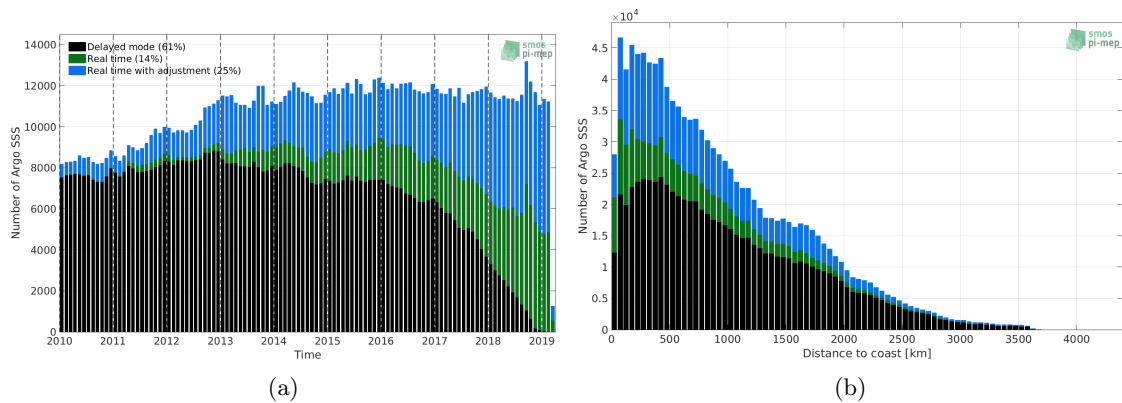 Number of Argo SSS
14000
12000
10000
8000
6000
4000
2000
0
Delayed mode (61%)
Real time (14%)
Real time with adjustment (25%)
smos
pi-mep
2010 2011 2012 2013 2014 2015 2016 2017 2018 2019
Time
(a)
×10⁴
Number of Argo SSS
4.5
4
3.5
3
2.5
2
1.5
1
0.5
0
smos
pi-mep
0 500 1000 1500 2000 2500 3000 3500 4000
Distance to coast [km]
(b)